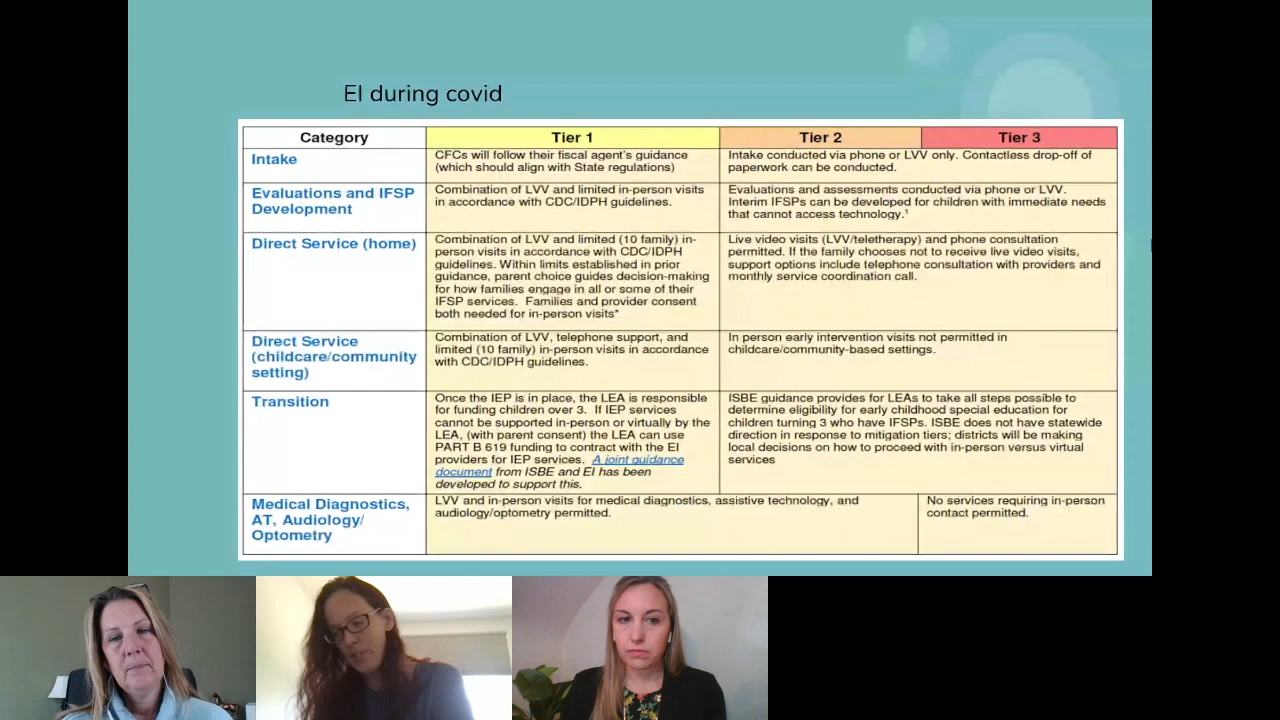 EI during covid
Category
Tier 1
Tier 2
Tier 3
Intake
CFCs will follow their fiscal agent's guidance
(which should align with State regulations)
Intake conducted via phone or LVV only. Contactless drop-off of
paperwork can be conducted.
Evaluations and IFSP
Development
Combination of LVV and limited in-person visits
in accordance with CDC/IDPH guidelines.
Evaluations and assessments conducted via phone or LVV.
Interim IFSPs can be developed for children with immediate needs
that cannot access technology.¹
Direct Service (home)
Combination of LVV and limited (10 family) in-
person visits in accordance with CDC/IDPH
guidelines. Within limits established in prior
guidance, parent choice guides decision-making
for how families engage in all or some of their
IFSP services. Families and provider consent
both needed for in-person visits*
Live video visits (LVV/teletherapy) and phone consultation
permitted. If the family chooses not to receive live video visits,
support options include telephone consultation with providers and
monthly service coordination call.
Direct Service
(childcare/community
setting)
Combination of LVV, telephone support, and
limited (10 family) in-person visits in accordance
with CDC/IDPH guidelines.
In person early intervention visits not permitted in
childcare/community-based settings.
Transition
Once the IEP is in place, the LEA is responsible
for funding children over 3. If IEP services
cannot be supported in-person or virtually by the
LEA, (with parent consent) the LEA can use
PART B 619 funding to contract with the EI
providers for IEP services. A joint guidance
document from ISBE and EI has been
developed to support this.
ISBE guidance provides for LEAs to take all steps possible to
determine eligibility for early childhood special education for
children turning 3 who have IFSPs. ISBE does not have statewide
direction in response to mitigation tiers; districts will be making
local decisions on how to proceed with in-person versus virtual
services
Medical Diagnostics,
AT, Audiology/
Optometry
LVV and in-person visits for medical diagnostics, assistive technology, and
audiology/optometry permitted.
No services requiring in-person
contact permitted.